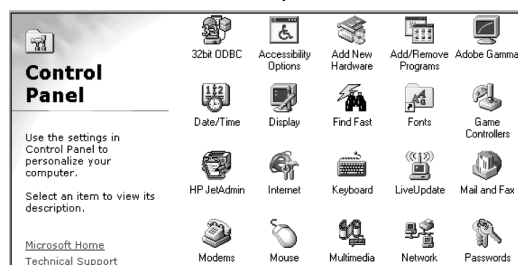 Control
Panel
Use the settings in
Control Panel to
personalize your
computer.
Select an item to view its
description.
Microsoft Home
Technical Support
32bit ODBC
Accessibility
Options
Add New
Hardware
Add/Remove
Programs
Adobe Gamma
Date/Time
Display
Find Fast
Fonts
Game
Controllers
HP JetAdmin
Internet
Keyboard
LiveUpdate
Mail and Fax
Modems
Mouse
Multimedia
Network
Passwords